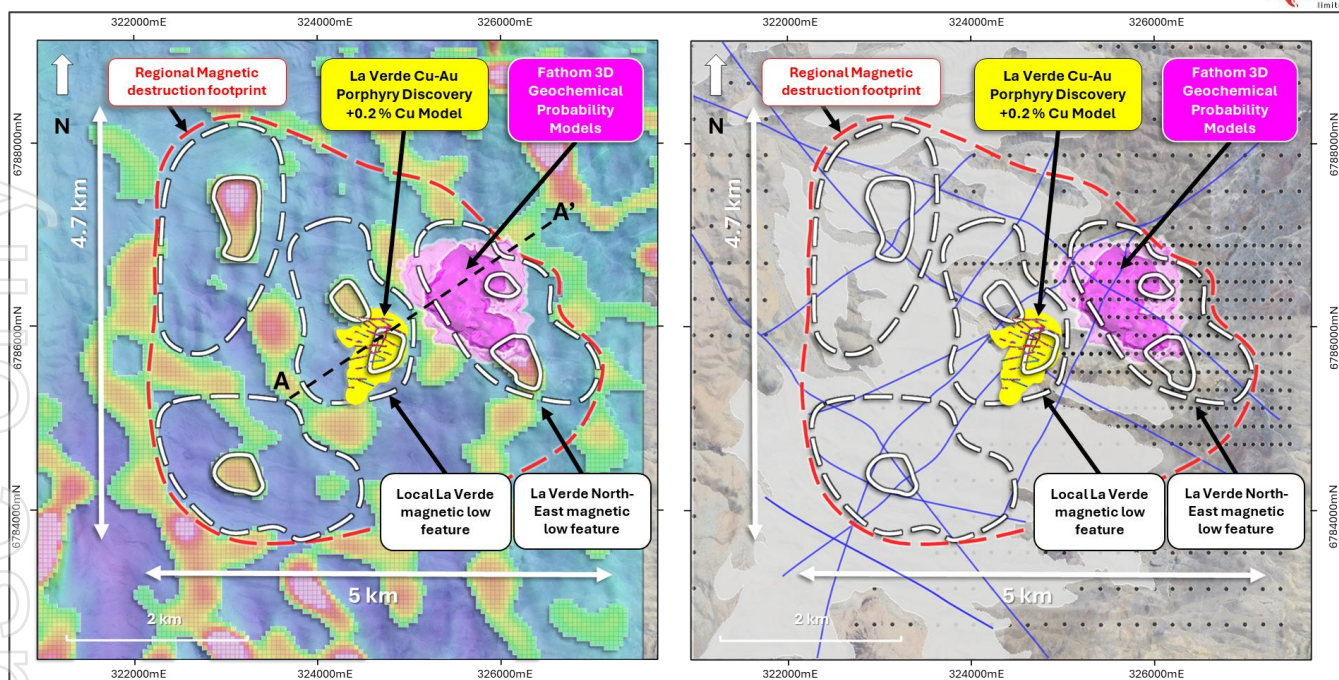 limite
322000mE
324000mE
326000mE
322000mE
324000mE
326000mE
Regional Magnetic
destruction footprint
La Verde Cu-Au
Porphyry Discovery
+0.2 % Cu Model
Fathom 3D
Geochemical
Probability
Models
N
6788000mN
6786000mN
6784000mN
4.7 km
A'
A
Local La Verde
magnetic low
feature
La Verde North-
East magnetic
low feature
5 km
2 km
322000mE
324000mE
326000mE
Regional Magnetic
destruction footprint
La Verde Cu-Au
Porphyry Discovery
+0.2 % Cu Model
Fathom 3D
Geochemical
Probability
Models
N
6788000mN
6786000mN
6784000mN
4.7 km
Local La Verde
magnetic low
feature
La Verde North-
East magnetic
low feature
5 km
2 km
322000mE
324000mE
326000mE